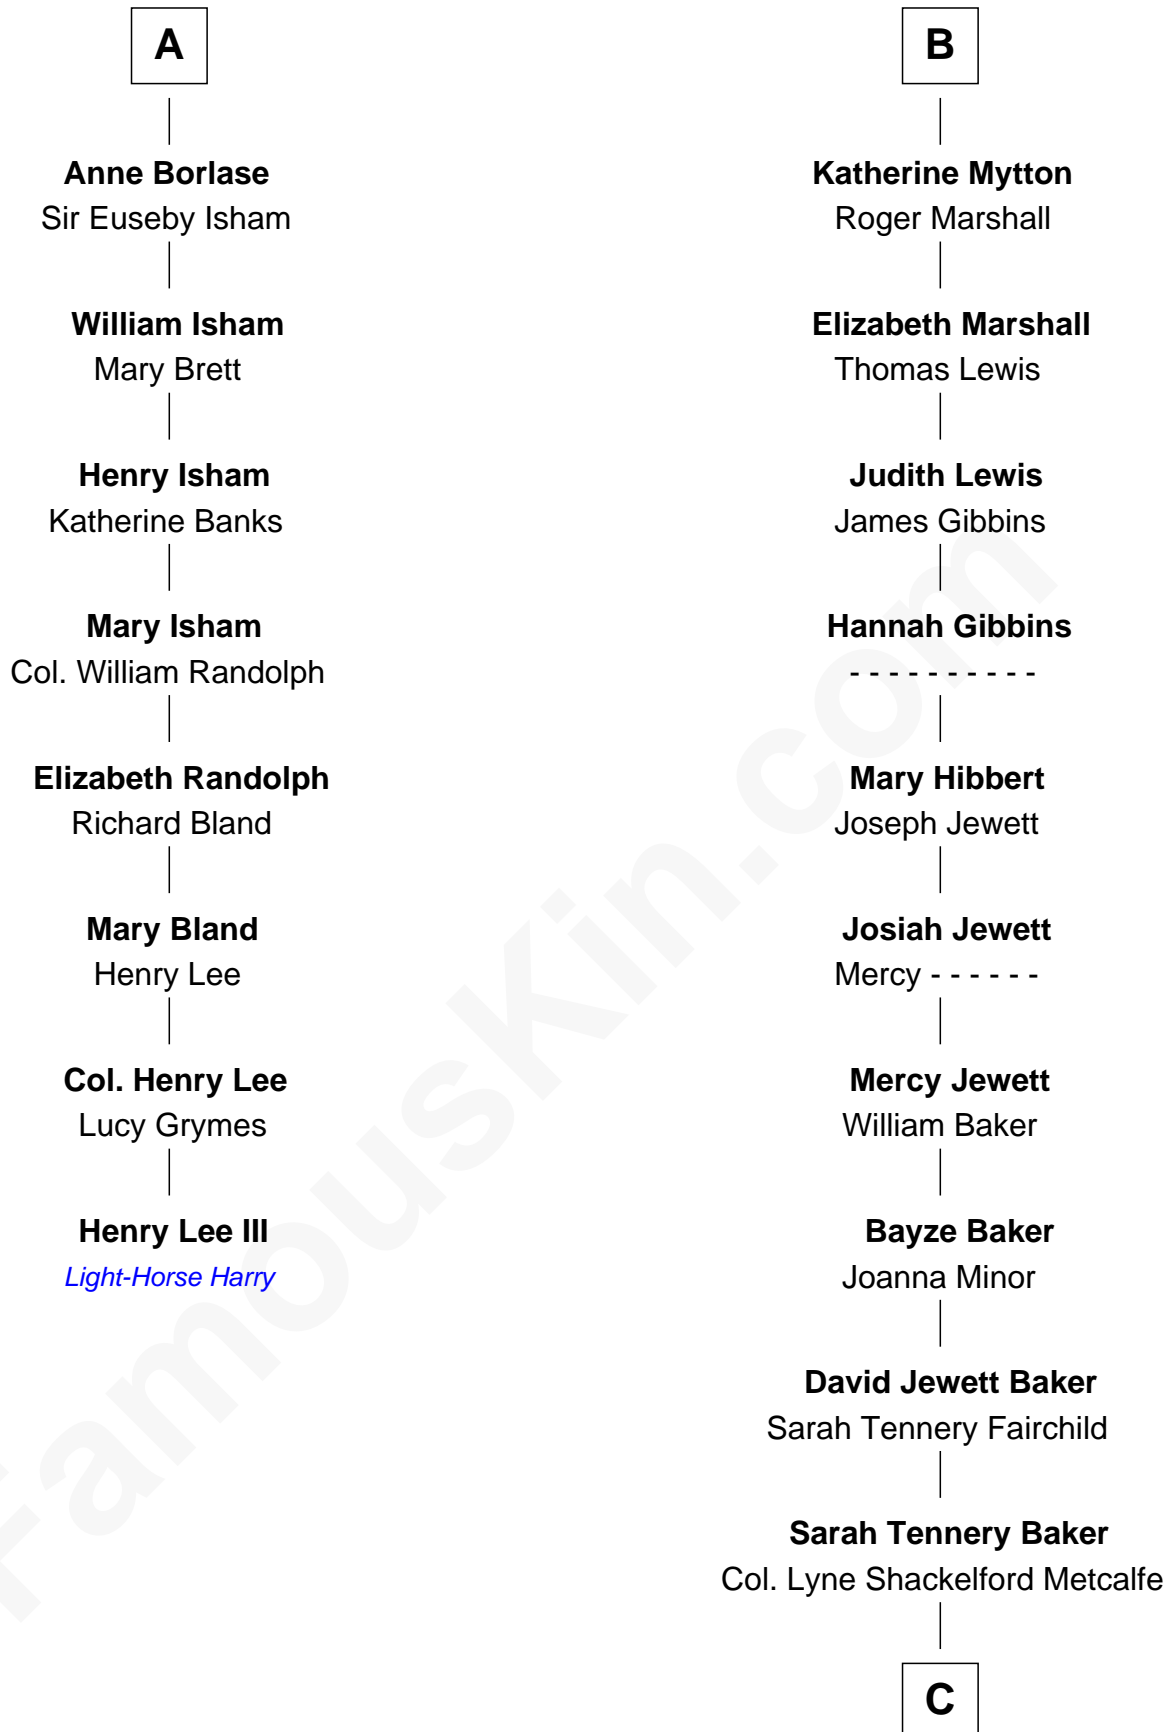 A
Anne Borlase
Sir Euseby Isham
William Isham
Mary Brett
Henry Isham
Katherine Banks
Mary Isham
Col. William Randolph
Elizabeth Randolph
Richard Bland
Mary Bland
Henry Lee
Col. Henry Lee
Lucy Grymes
Henry Lee III
Light-Horse Harry
B
Katherine Mytton
Roger Marshall
Elizabeth Marshall
Thomas Lewis
Judith Lewis
James Gibbins
Hannah Gibbins
- - - - - - - - - -
Mary Hibbert
Joseph Jewett
Josiah Jewett
Mercy - - - - - -
Mercy Jewett
William Baker
Bayze Baker
Joanna Minor
David Jewett Baker
Sarah Tennery Fairchild
Sarah Tennery Baker
Col. Lyne Shackelford Metcalfe
C
FamousKin.com